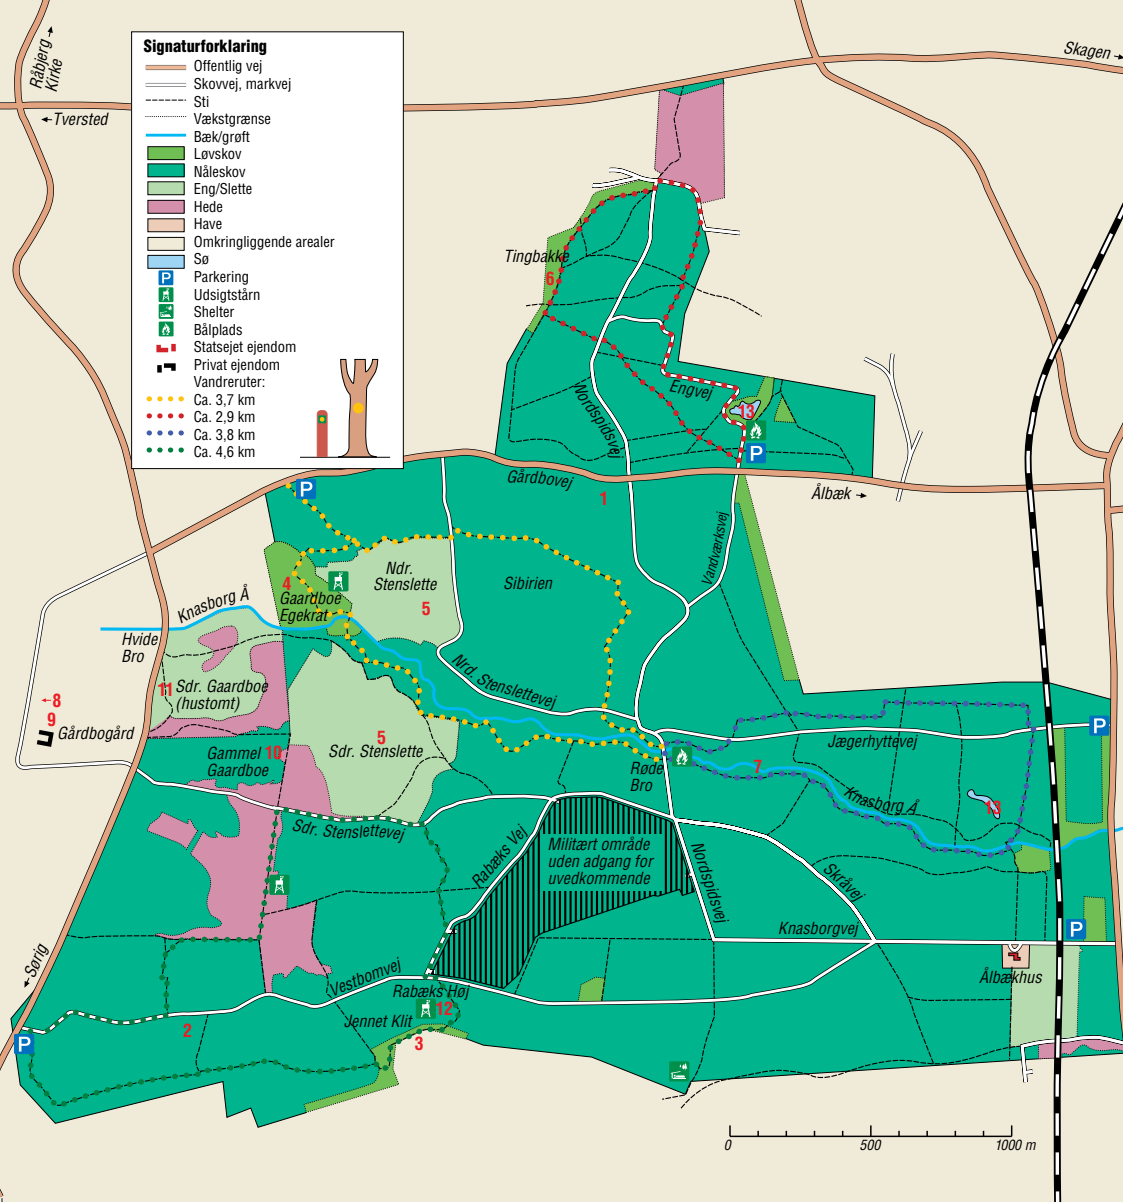 Råbjerg
Kirke
Skagen
Tversted
Signaturforklaring
Offentlig vej
Skovvej, markvej
Sti
Vækstgrænse
Bæk/grøft
Løvskov
Nåleskov
Eng/Slette
Hede
Have
Omkringliggende arealer
Sø
P Parkering
Udsigtstårn
Shelter
Bålplads
Statsejet ejendom
Privat ejendom
Vandreruter:
Ca. 3,7 km
Ca. 2,9 km
Ca. 3,8 km
Ca. 4,6 km
Tingbakke
6
Engvej
Nordspidsvej
13
P
Gårdbovej
P
1
Ålbæk
Vandværksvej
Ndr.
Stenslette
Sibirien
4
Gaardboe
Egekrat
5
Knasborg Å
Hvide
Bro
Nrd. Stenslettevej
11
Sdr. Gaardboe
(hustomt)
8
9
Gårdbogård
5
Sdr. Stenslette
Gammel
Gaardboe
10
P
Jægerhyttevej
Røde
Bro
7
Knasborg Å
13
Sdr. Stenslettevej
Rabæks Vej
Militært område
uden adgang for
uvedkommende
Nordspidsvej
Skråvej
Knasborgvej
P
Sørig
Vestbomvej
Ålbækhus
Rabæks Høj
12
Jennet Klit
2
3
P
0
500
1000 m